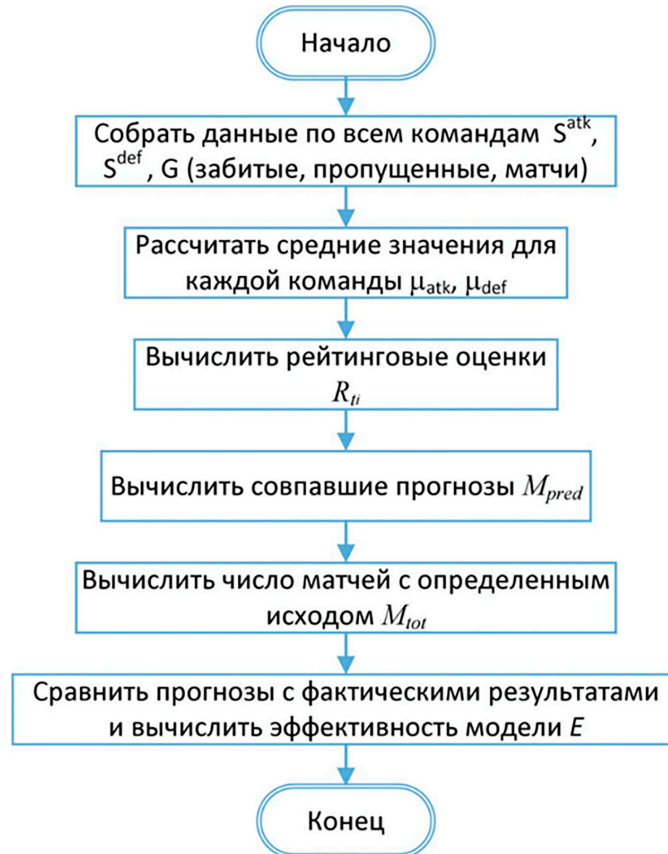 Начало
Собрать данные по всем командам S^atk,
S^def, G (забитые, пропущенные, матчи)
Рассчитать средние значения для
каждой команды μ_atk, μ_def
Вычислить рейтинговые оценки
R_ti
Вычислить совпавшие прогнозы M_pred
Вычислить число матчей с определенным
исходом M_tot
Сравнить прогнозы с фактическими результатами
и вычислить эффективность модели E
Конец